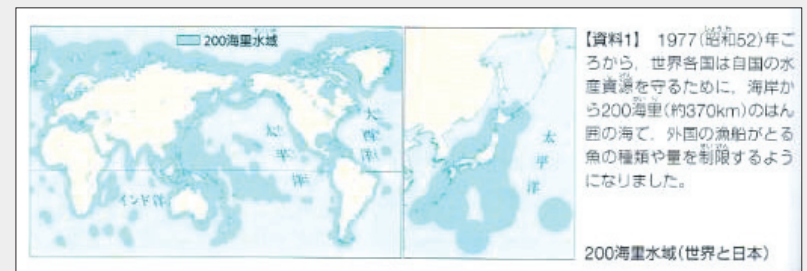 200海里水域
太平洋
大西洋
インド洋
太平洋
【資料1】 1977(昭和52)年ご
ろから，世界各国は自国の水
産資源を守るために，海岸か
ら200海里(約370km)のはん
囲の海で，外国の漁船がとる
魚の種類や量を制限するよう
になりました。
200海里水域(世界と日本)